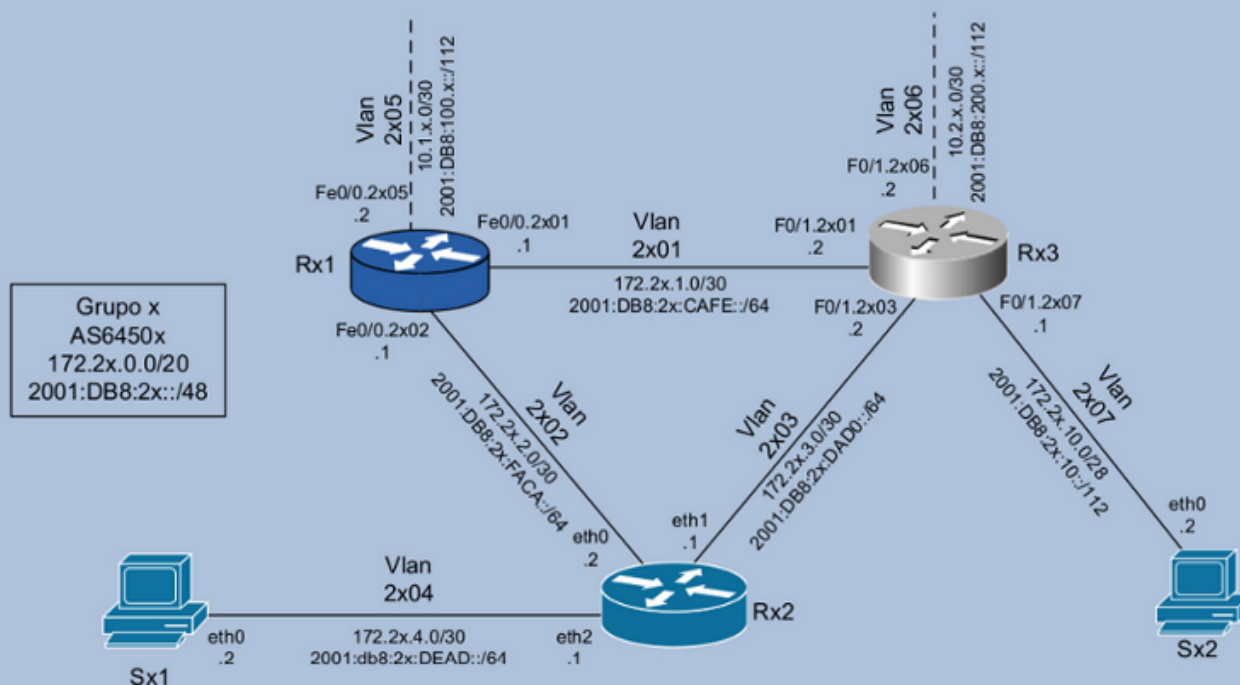 Vlan
2x05
10.1.x.0/30
2001:DB8:100.x::/112
Vlan
2x06
10.2.x.0/30
2001:DB8:200.x::/112
Fe0/0.2x05
.2
F0/1.2x06
.2
Fe0/0.2x01
.1
Vlan
2x01
F0/1.2x01
.2
Rx1
Rx3
172.2x.1.0/30
2001:DB8:2x:CAFE::/64
Grupo x
AS6450x
172.2x.0.0/20
2001:DB8:2x::/48
Fe0/0.2x02
.1
F0/1.2x03
.2
F0/1.2x07
.1
Vlan
2x02
172.2x.2.0/30
2001:DB8:2x:FACA::/64
Vlan
2x03
172.2x.3.0/30
2001:DB8:2x:DAD0::/64
Vlan
2x07
172.2x.10.0/28
2001:DB8:2x:10::/112
eth0
.2
eth1
.1
eth0
.2
Vlan
2x04
Rx2
Sx2
eth0
.2
172.2x.4.0/30
2001:db8:2x:DEAD::/64
eth2
.1
Sx1